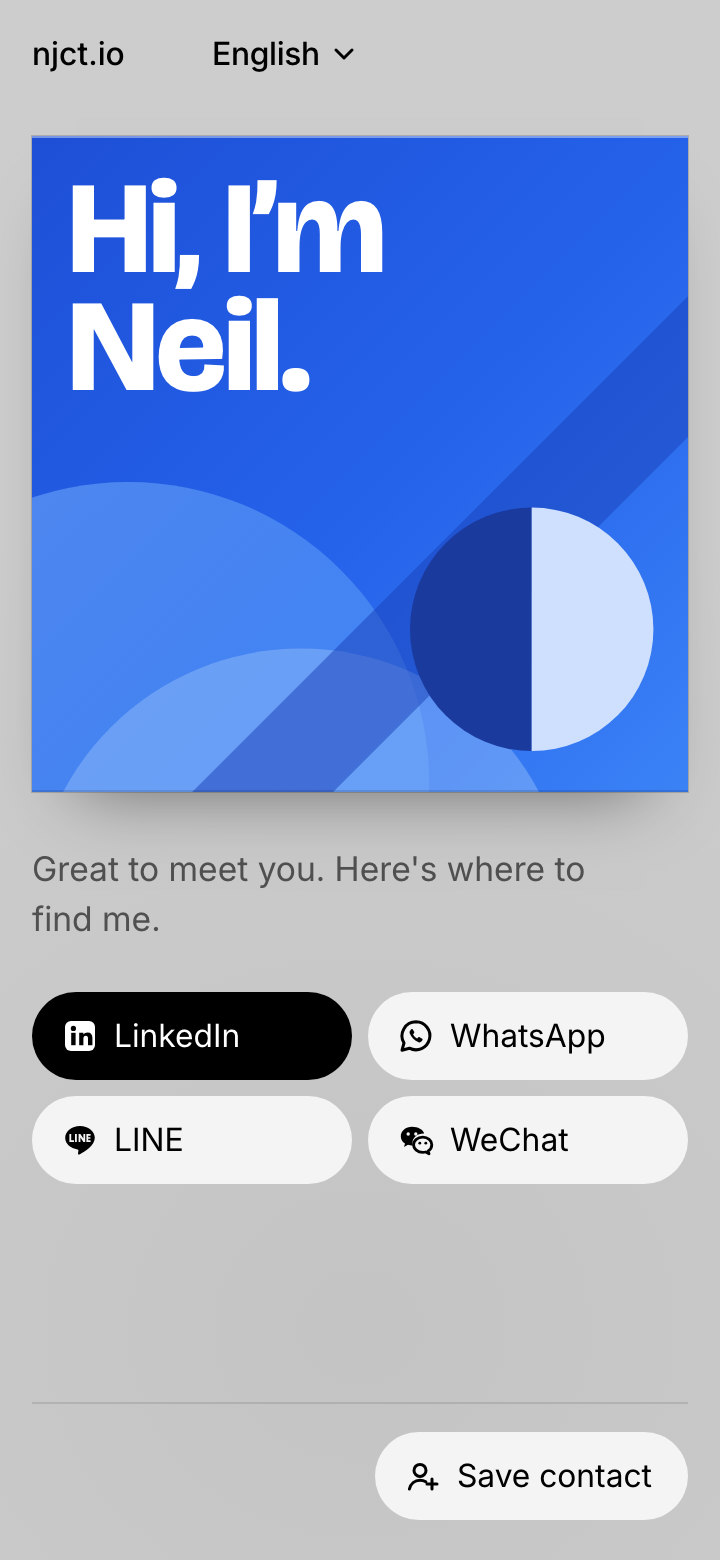 njct.io
English
Hi, I’m
Neil.
Great to meet you. Here's where to
find me.
in LinkedIn
WhatsApp
LINE LINE
WeChat
Save contact